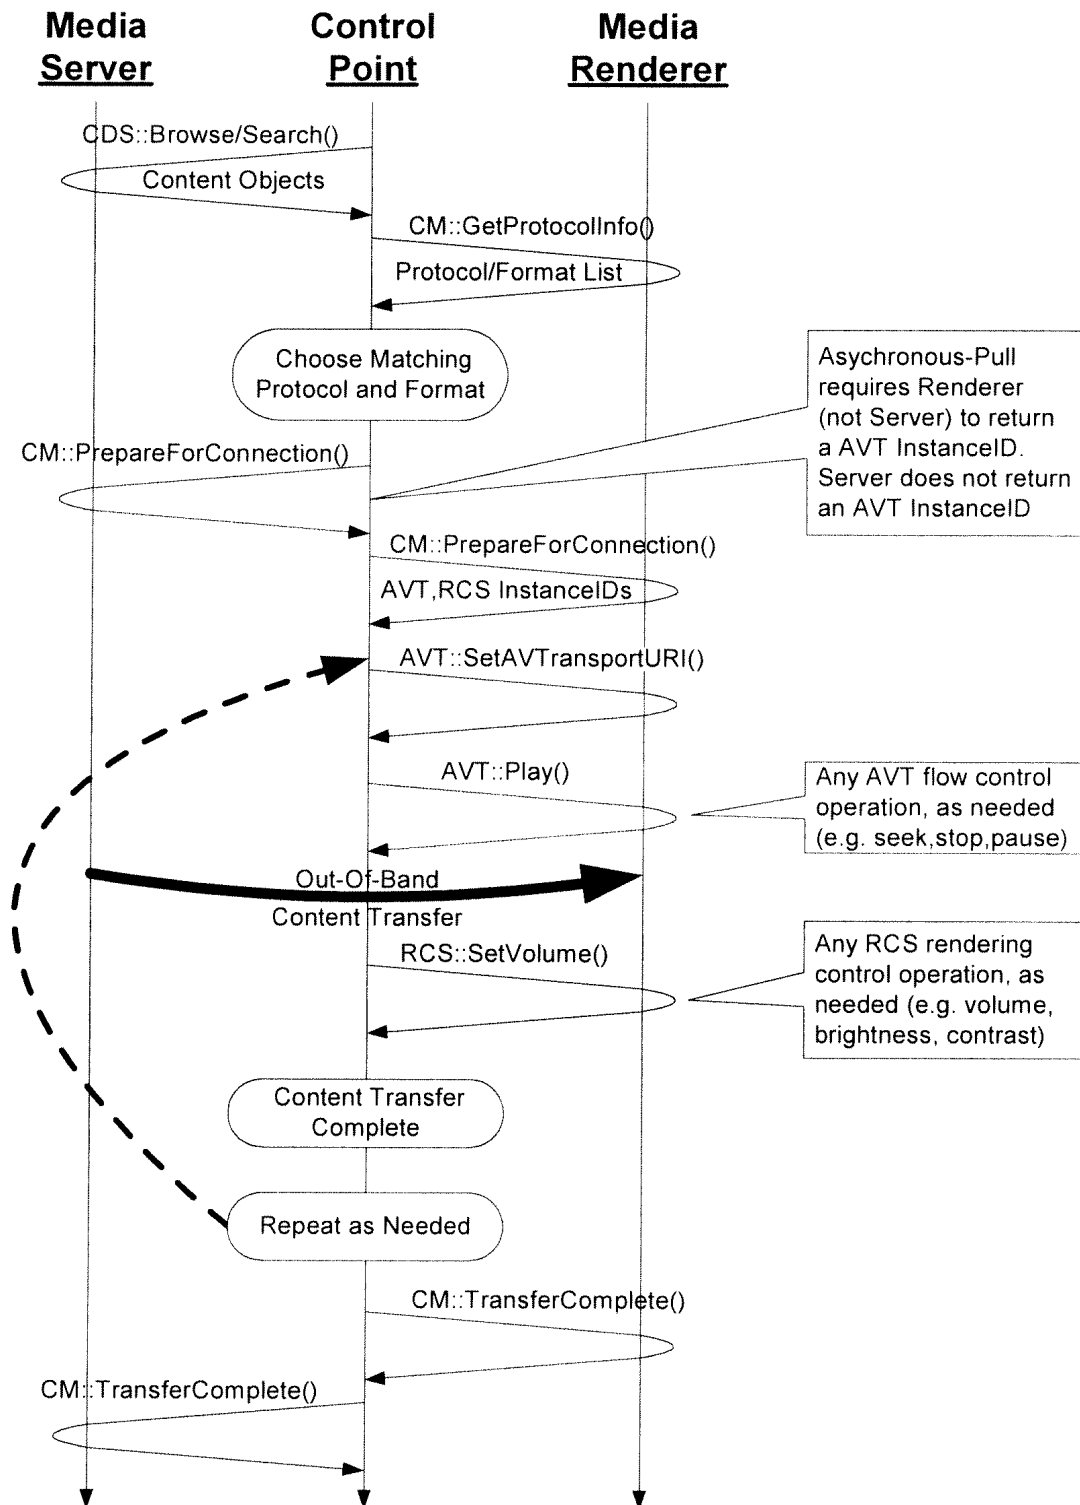 Media
Server
Control
Point
Media
Renderer
CDS::Browse/Search()
Content Objects
CM::GetProtocolInfo()
Protocol/Format List
Choose Matching
Protocol and Format
Asychronous-Pull
requires Renderer
(not Server) to return
a AVT InstanceID.
Server does not return
an AVT InstanceID
CM::PrepareForConnection()
CM::PrepareForConnection()
AVT,RCS InstanceIDs
AVT::SetAVTransportURI()
AVT::Play()
Any AVT flow control
operation, as needed
(e.g. seek,stop,pause)
Out-Of-Band
Content Transfer
RCS::SetVolume()
Any RCS rendering
control operation, as
needed (e.g. volume,
brightness, contrast)
Content Transfer
Complete
Repeat as Needed
CM::TransferComplete()
CM::TransferComplete()